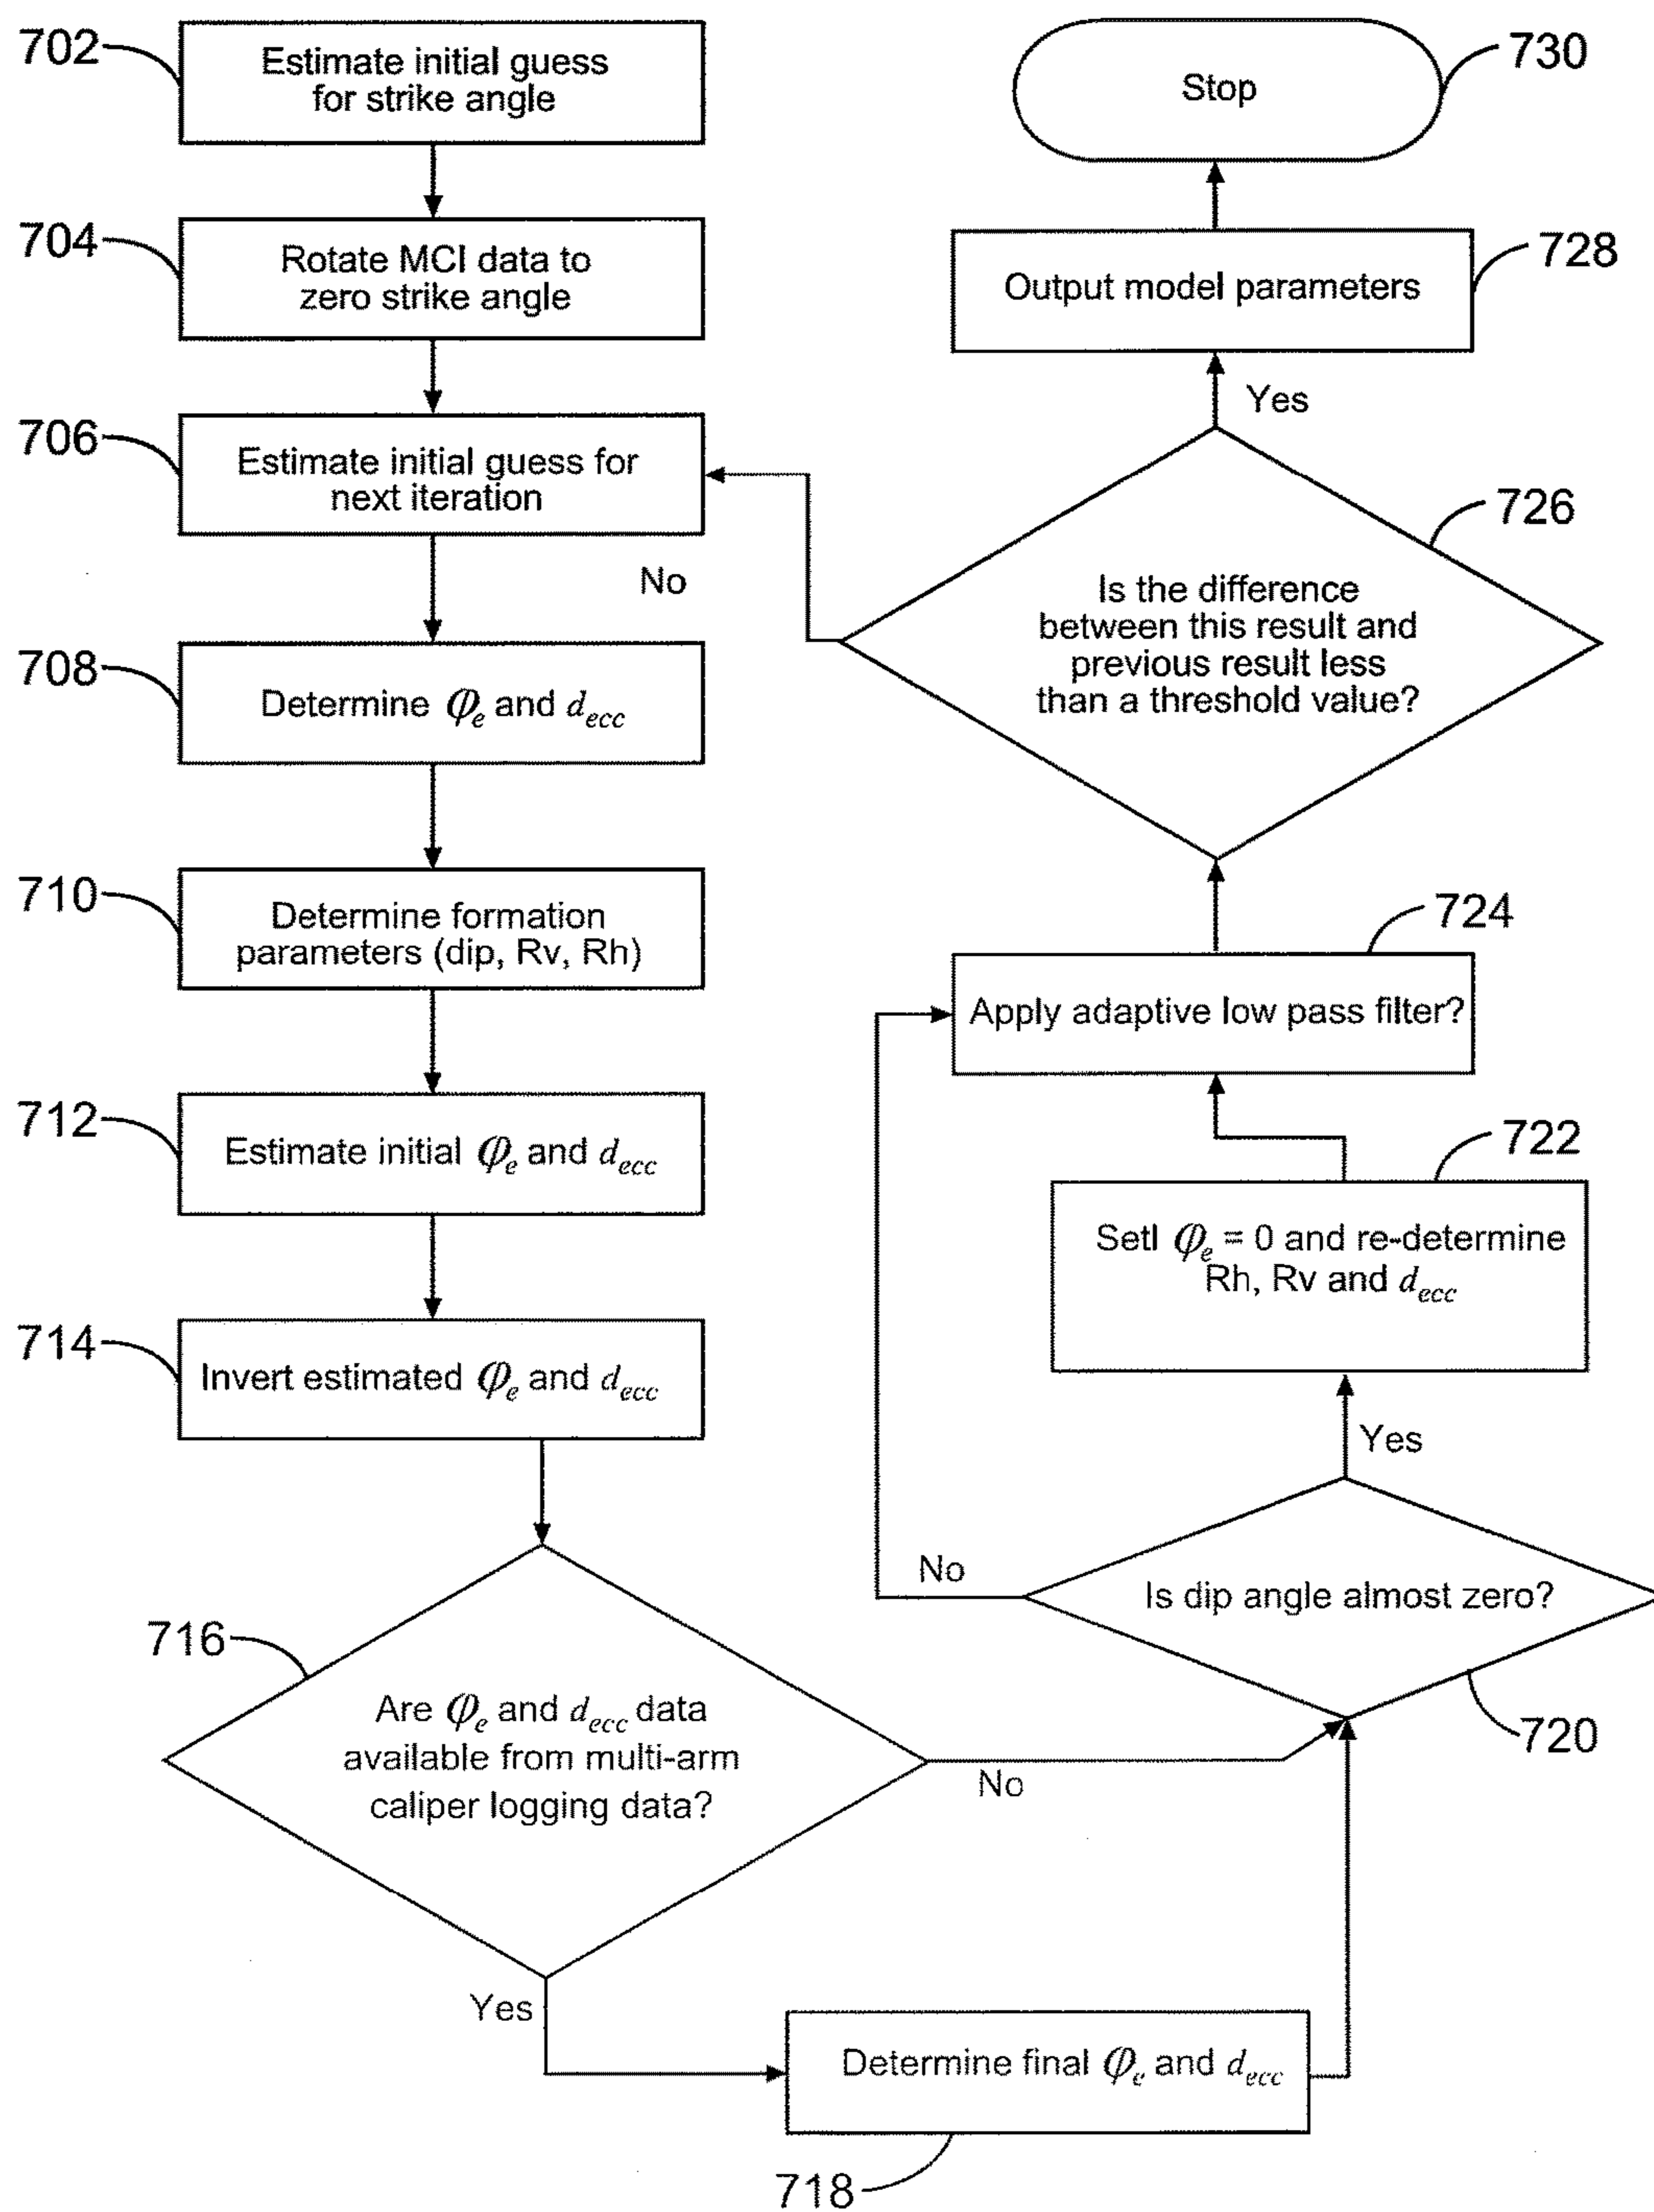 702
Estimate initial guess
for strike angle
704
Rotate MCI data to
zero strike angle
706
Estimate initial guess for
next iteration
No
708
Determine φe and decc
710
Determine formation
parameters (dip, Rv, Rh)
712
Estimate initial φe and decc
714
Invert estimated φe and decc
716
Are φe and decc data
available from multi-arm
caliper logging data?
No
Yes
Determine final φe and decc
718
Stop
730
Output model parameters
728
Yes
726
Is the difference
between this result and
previous result less
than a threshold value?
724
Apply adaptive low pass filter?
722
Setl φe = 0 and re-determine
Rh, Rv and decc
Yes
No
Is dip angle almost zero?
720